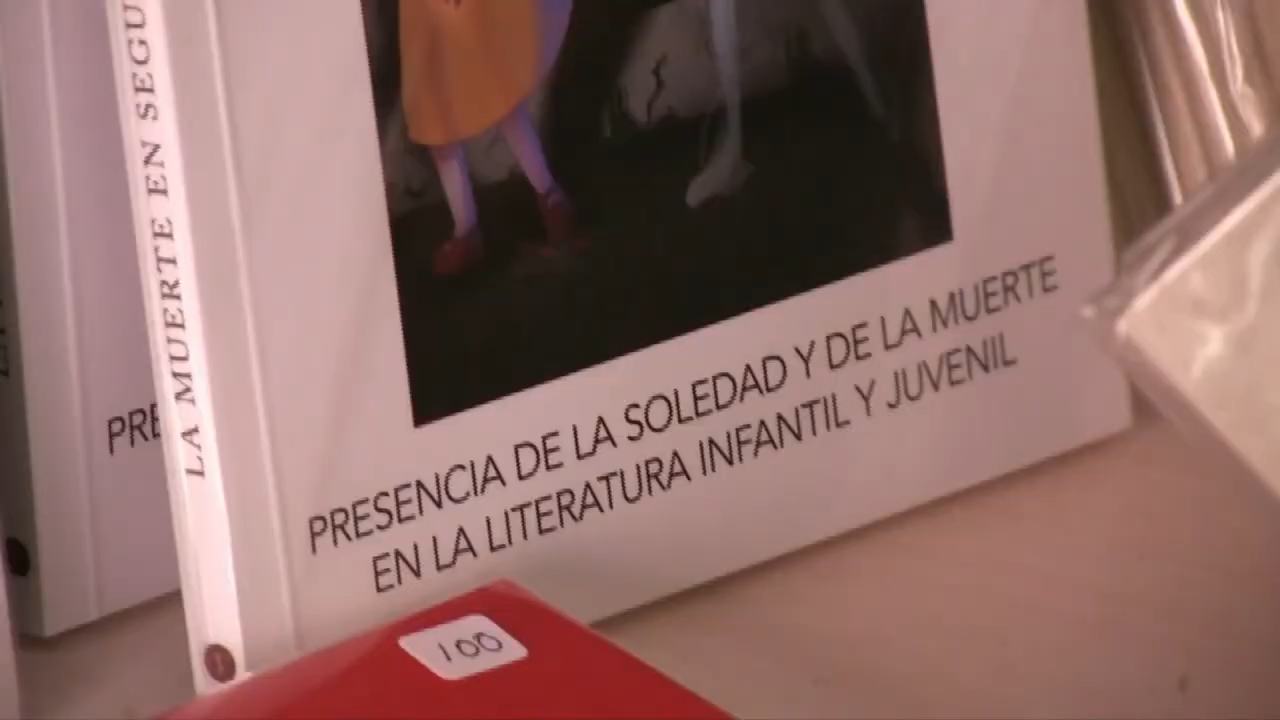 LA MUERTE EN SEGU
PRE
PRESENCIA DE LA SOLEDAD Y DE LA MUERTE
EN LA LITERATURA INFANTIL Y JUVENIL
100